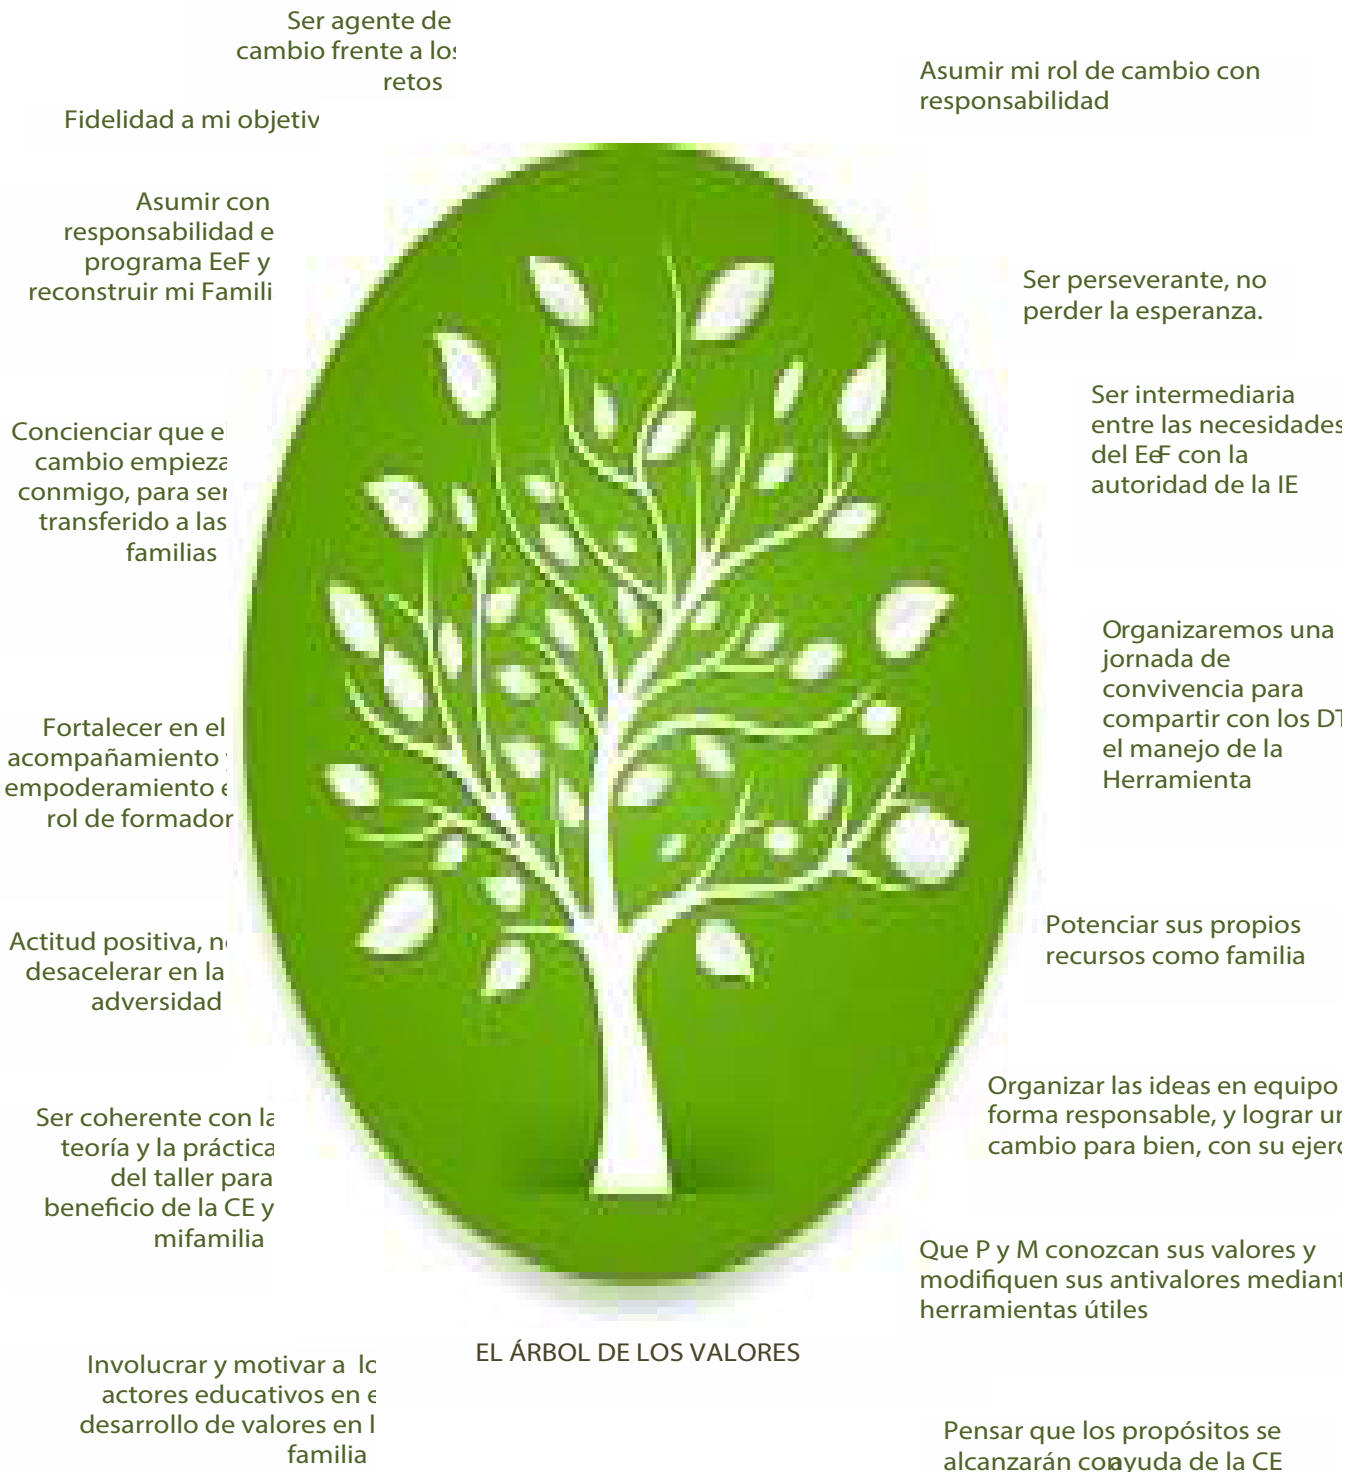 Ser agente de
cambio frente a los
retos
Fidelidad a mi objetiv
Asumir con
responsabilidad e
programa EeF y
reconstruir mi Famili
Concienciar que el
cambio empieza
conmigo, para ser
transferido a las
familias
Fortalecer en el
acompañamiento
empoderamiento
rol de formador
Actitud positiva, no
desacelerar en la
adversidad
Ser coherente con la
teoría y la práctica
del taller para
beneficio de la CE y
mifamilia
Involucrar y motivar a lo
actores educativos en e
desarrollo de valores en l
familia
EL ÁRBOL DE LOS VALORES
Asumir mi rol de cambio con
responsabilidad
Ser perseverante, no
perder la esperanza.
Ser intermediaria
entre las necesidades
del EeF con la
autoridad de la IE
Organizaremos una
jornada de
convivencia para
compartir con los DT
el manejo de la
Herramienta
Potenciar sus propios
recursos como familia
Organizar las ideas en equipo
forma responsable, y lograr un
cambio para bien, con su ejerc
Que P y M conozcan sus valores y
modifiquen sus antivalores mediant
herramientas útiles
Pensar que los propósitos se
alcanzarán con ayuda de la CE